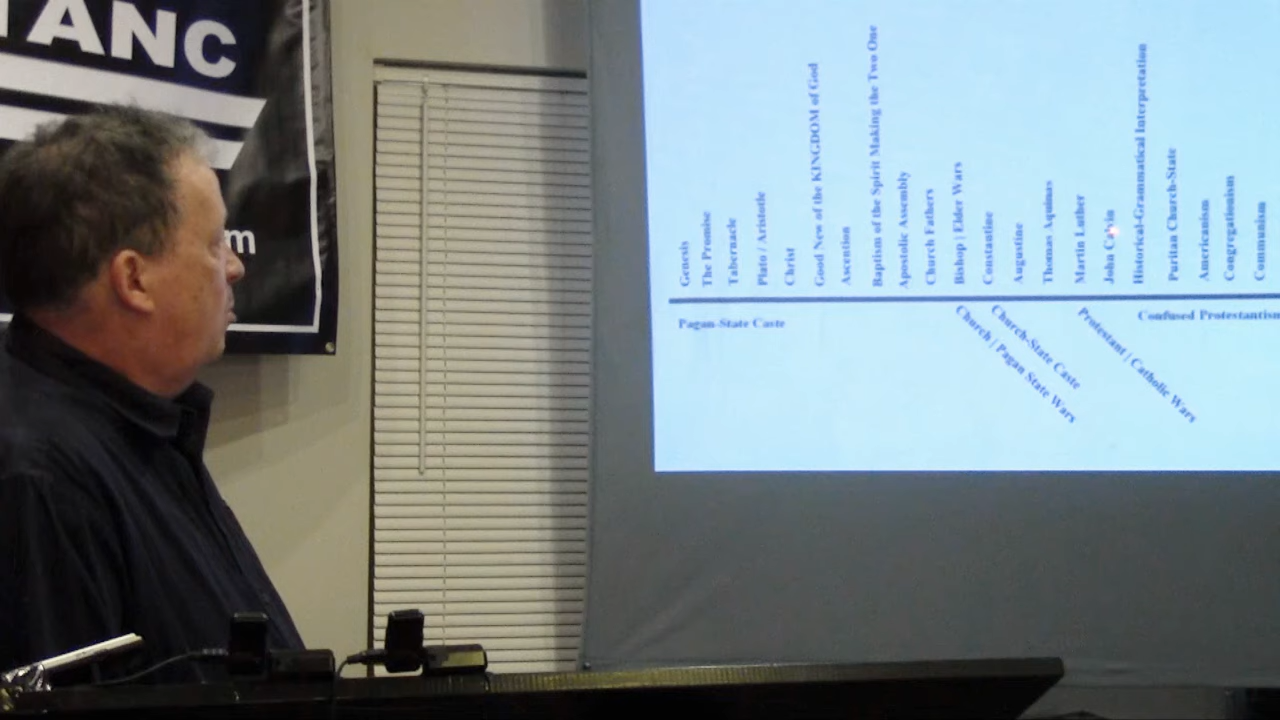 TANC
m
Genesis
The Promise
Tabernacle
Plato / Aristotle
Christ
Good New of the KINGDOM of God
Ascention
Baptism of the Spirit Making the Two One
Apostolic Assembly
Church Fathers
Bishop | Elder Wars
Constantine
Augustine
Thomas Aquinas
Martin Luther
John Calvin
Historical-Grammatical Interpretation
Puritan Church-State
Americanism
Congregationism
Communism
Pagan-State Caste
Church | Pagan State Wars
Church-State Caste
Protestant / Catholic Wars
Confused Protestantism